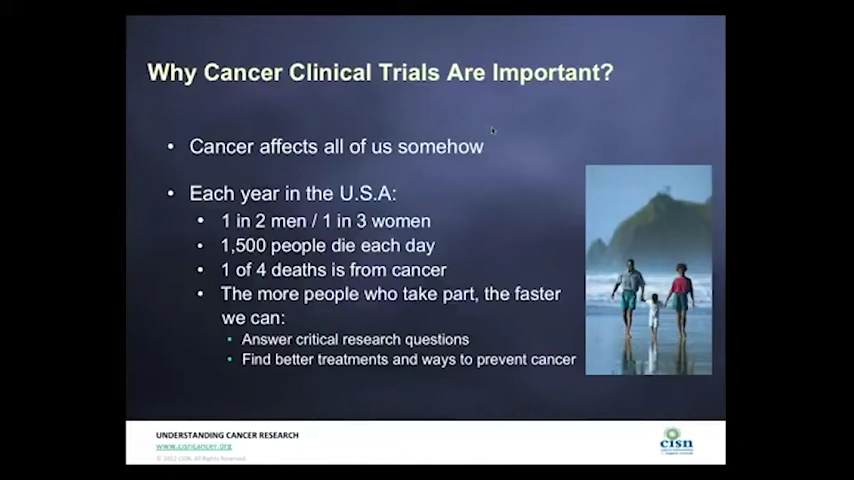 Why Cancer Clinical Trials Are Important?
• Cancer affects all of us somehow
• Each year in the U.S.A:
• 1 in 2 men / 1 in 3 women
• 1,500 people die each day
• 1 of 4 deaths is from cancer
• The more people who take part, the faster
we can:
• Answer critical research questions
• Find better treatments and ways to prevent cancer
UNDERSTANDING CANCER RESEARCH
www.cisncancer.org
© 2012 CISN. All Rights Reserved.
cisn